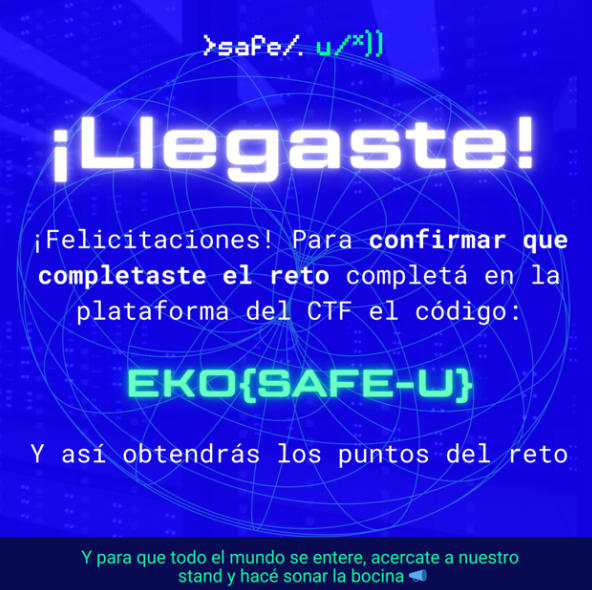 >safe/. u/ˣ))
¡Llegaste!
¡Felicitaciones! Para confirmar que
completaste el reto completá en la
plataforma del CTF el código:
EKO{SAFE-U}
Y así obtendrás los puntos del reto
Y para que todo el mundo se entere, acercate a nuestro
stand y hacé sonar la bocina 📢